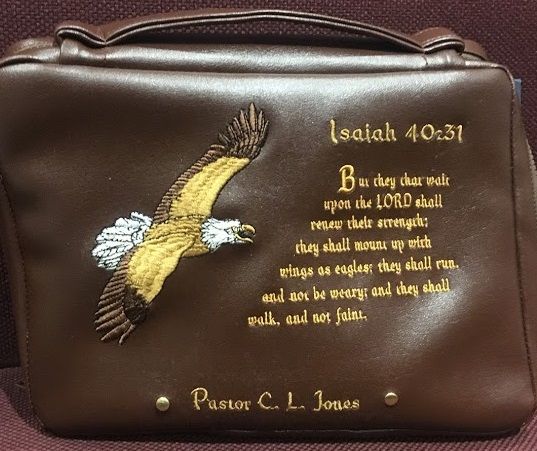 Isaiah 40:31
But they that wait
upon the LORD shall
renew their strength;
they shall mount up with
wings as eagles; they shall run,
and not be weary; and they shall
walk, and not faint.
Pastor C. L. Jones